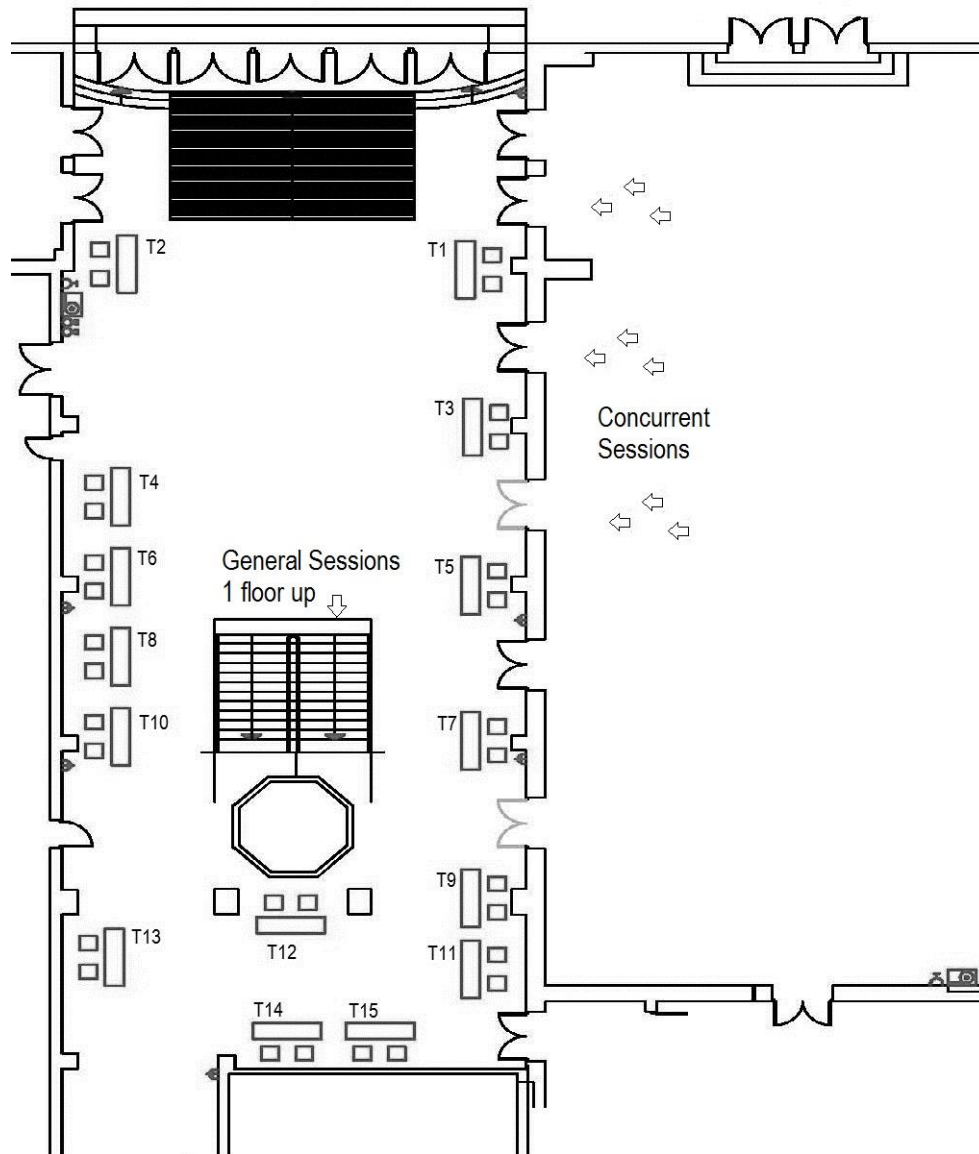 T2
T1
T3
Concurrent
Sessions
T4
T6
General Sessions
1 floor up
T5
T8
T10
T7
T9
T12
T13
T11
T14
T15